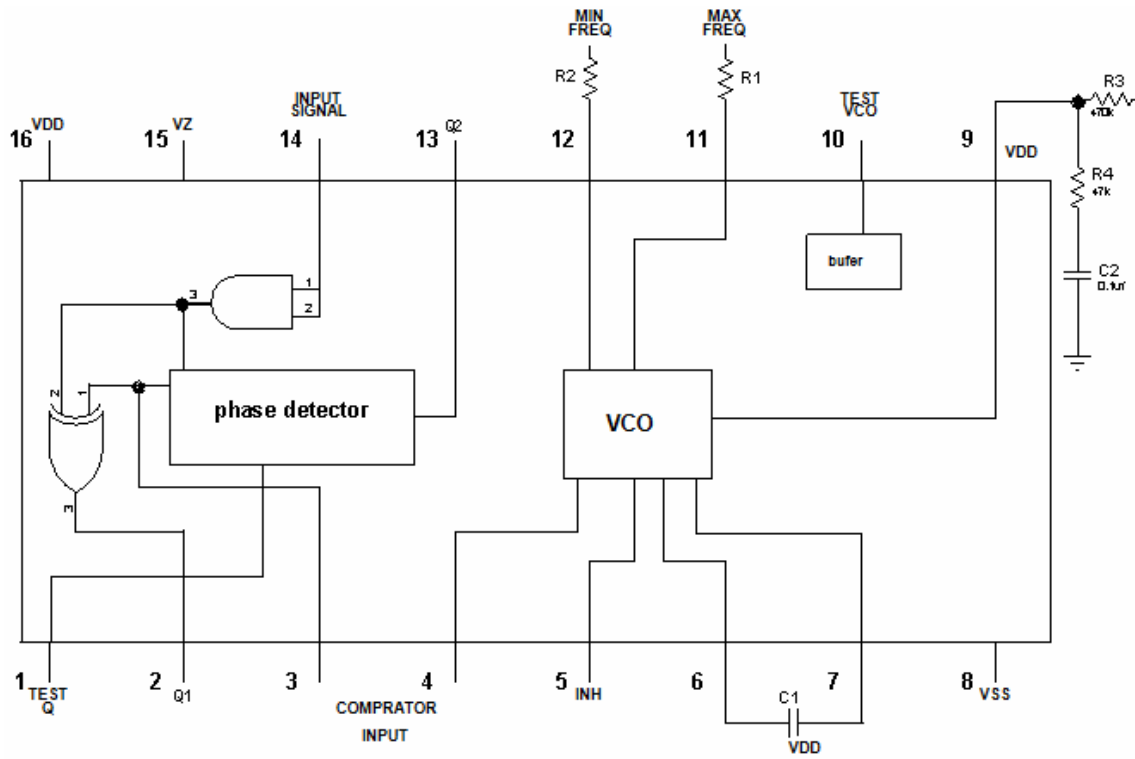 MIN
FREQ
MAX
FREQ
R2
R1
R3
470k
INPUT
SIGNAL
TEST
VCO
16 VDD
15 VZ
14
13 Q2
12
11
10
9
VDD
R4
47k
C2
0.1uf
bufer
3
1
2
2
1
phase detector
VCO
3
1 TEST
Q
2 Q1
3
COMPRATOR
INPUT
4
5 INH
6
C1
VDD
7
8 VSS